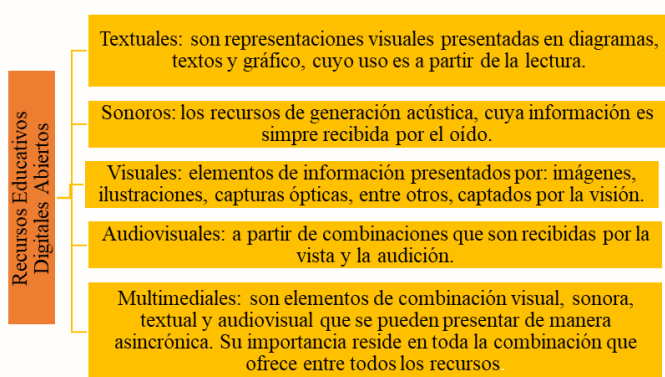 Recursos Educativos
Digitales Abiertos
Textuales: son representaciones visuales presentadas en diagramas,
textos y gráfico, cuyo uso es a partir de la lectura.
Sonoros: los recursos de generación acústica, cuya información es
simpre recibida por el oído.
Visuales: elementos de información presentados por: imágenes,
ilustraciones, capturas ópticas, entre otros, captados por la visión.
Audiovisuales: a partir de combinaciones que son recibidas por la
vista y la audición.
Multimediales: son elementos de combinación visual, sonora,
textual y audiovisual que se pueden presentar de manera
asincrónica. Su importancia reside en toda la combinación que
ofrece entre todos los recursos.